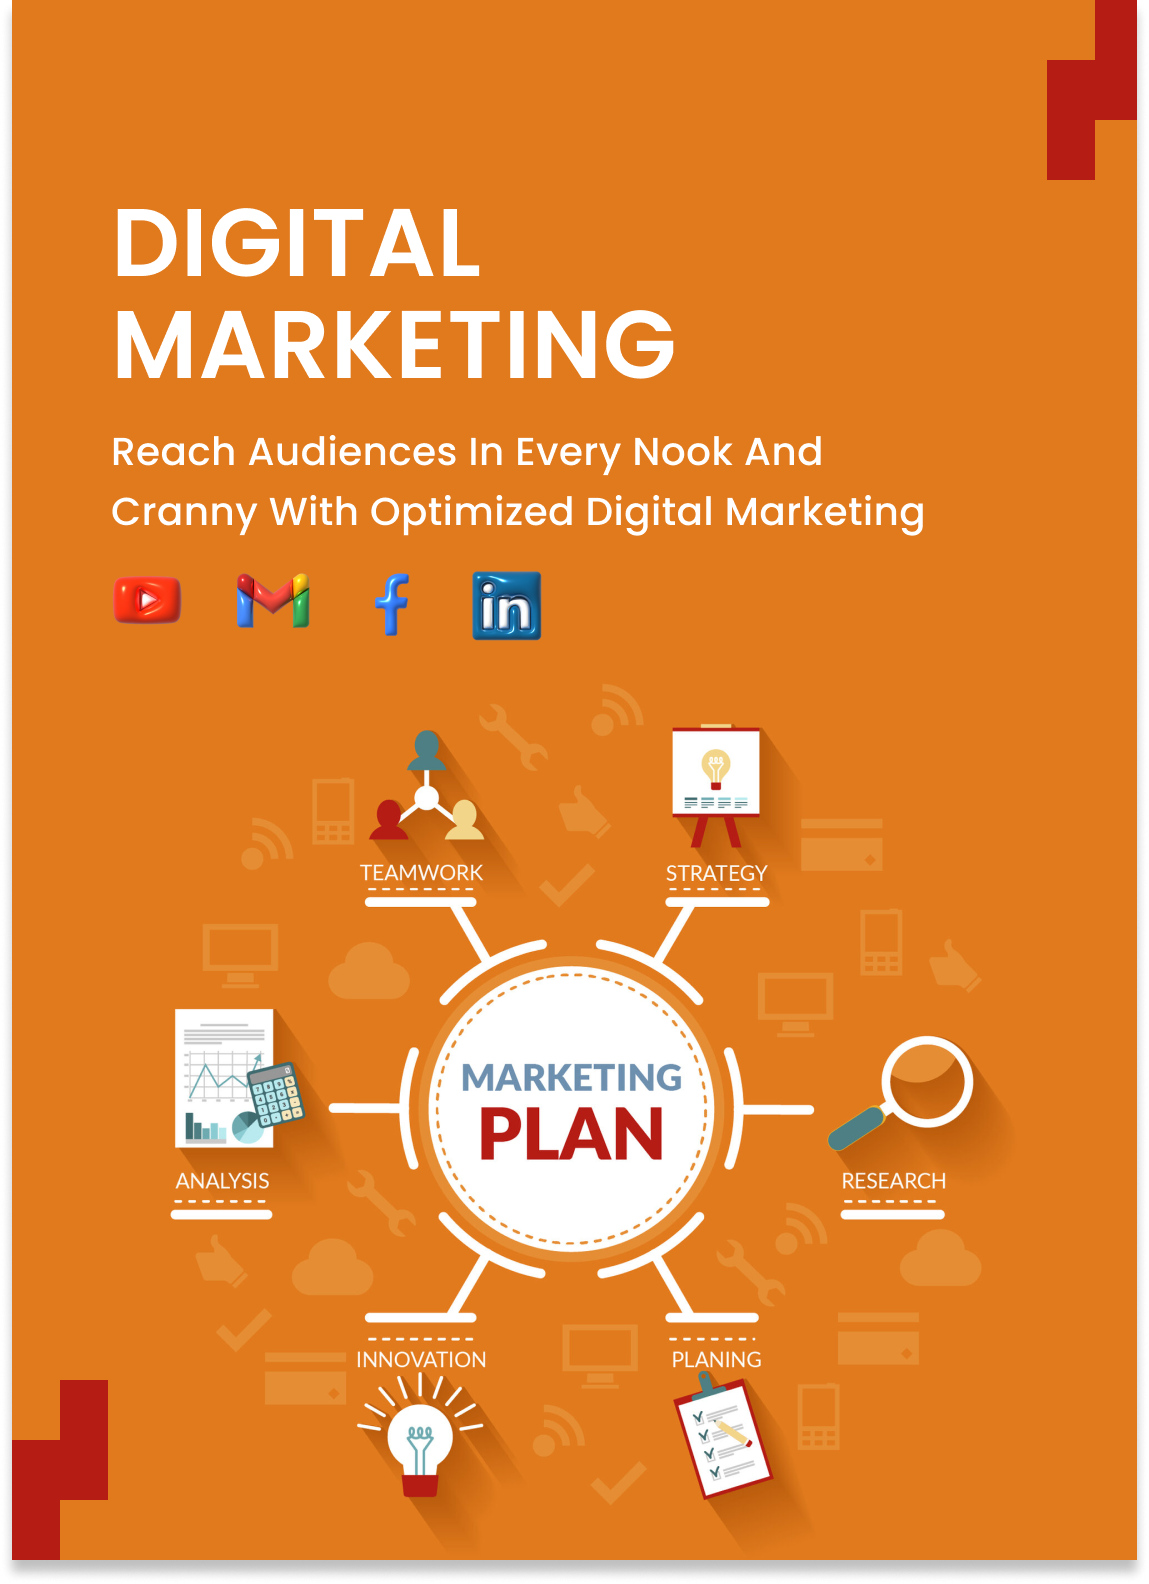 DIGITAL
MARKETING
Reach Audiences In Every Nook And
Cranny With Optimized Digital Marketing
in
TEAMWORK
STRATEGY
MARKETING
PLAN
ANALYSIS
RESEARCH
INNOVATION
PLANING